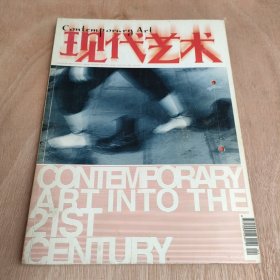 Contemporary Art
现代艺术
CONTEMPORARY
ART INTO THE
21ST
CENTURY